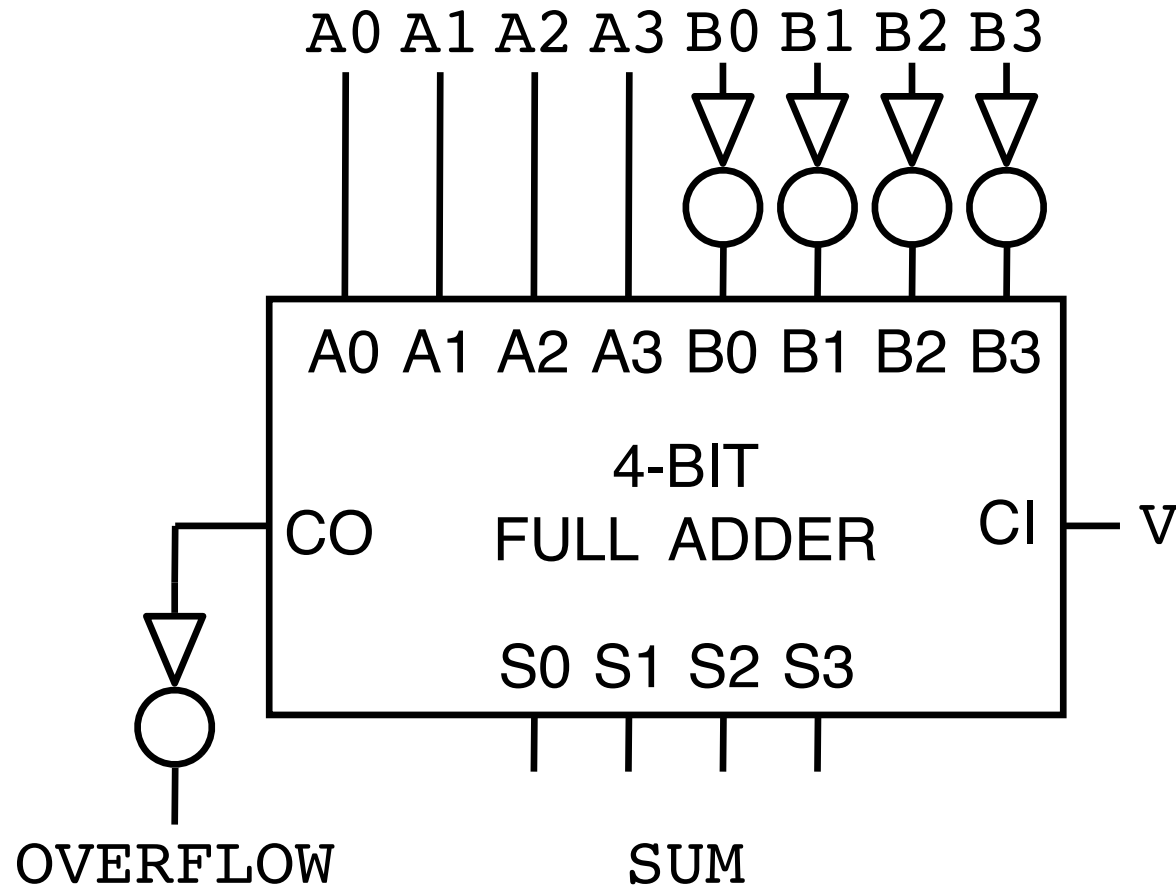 A0 A1 A2 A3 B0 B1 B2 B3
A0 A1 A2 A3 B0 B1 B2 B3
4-BIT
CO FULL ADDER CI V
S0 S1 S2 S3
OVERFLOW SUM